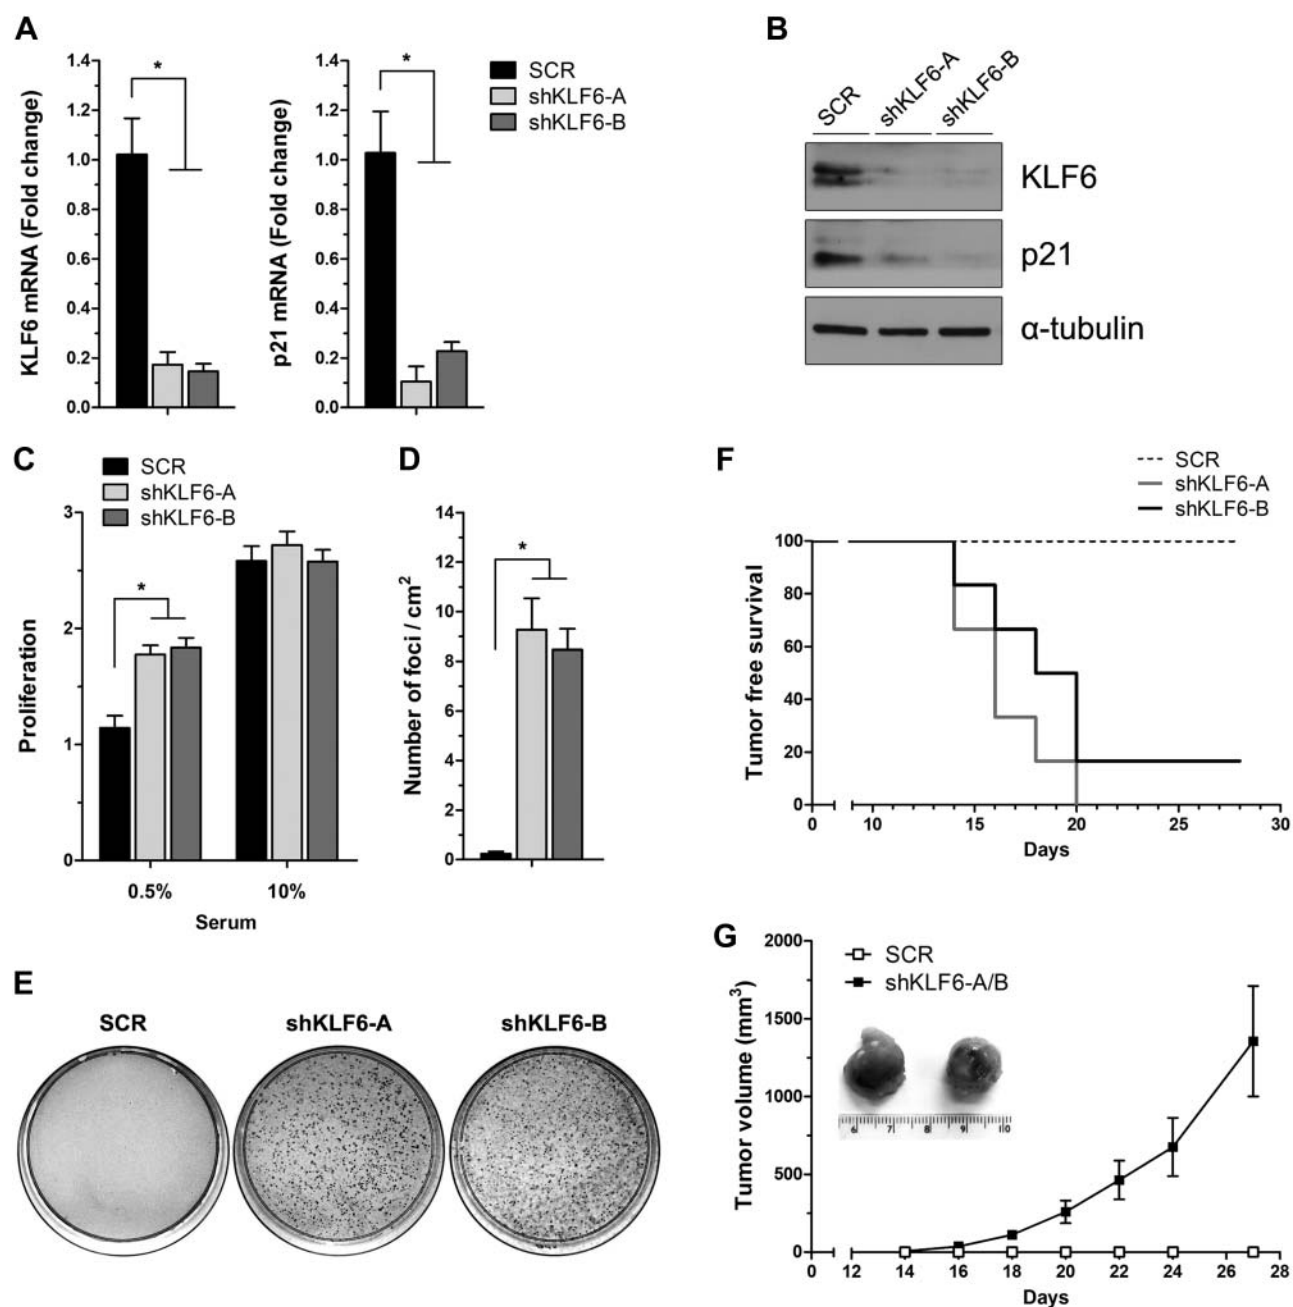 A
KLF6 mRNA (Fold change)
1.4
1.2
1.0
0.8
0.6
0.4
0.2
0.0
*
p21 mRNA (Fold change)
1.4
1.2
1.0
0.8
0.6
0.4
0.2
0.0
*
SCR
shKLF6-A
shKLF6-B
B
SCR
shKLF6-A
shKLF6-B
KLF6
p21
α-tubulin
C
SCR
shKLF6-A
shKLF6-B
Proliferation
3
2
1
0
*
0.5% 10%
Serum
D
Number of foci / cm²
14
12
10
8
6
4
2
0
*
F
SCR
shKLF6-A
shKLF6-B
Tumor free survival
100
80
60
40
20
0
0 10 15 20 25 30
Days
E
SCR shKLF6-A shKLF6-B
G
SCR
shKLF6-A/B
Tumor volume (mm³)
2000
1500
1000
500
0
6 7 8 9 10
0 12 14 16 18 20 22 24 26 28
Days